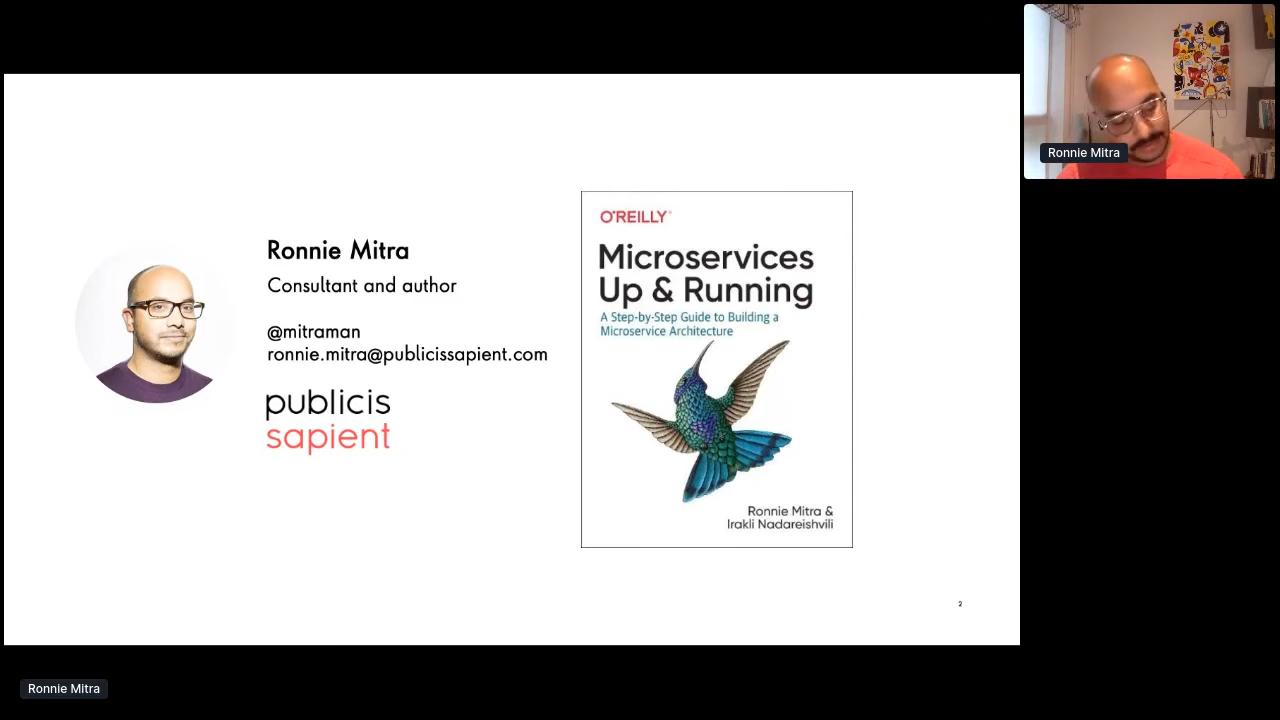 Ronnie Mitra
Consultant and author
@mitraman
ronnie.mitra@publicissapient.com
publicis
sapient
O'REILLY®
Microservices
Up & Running
A Step-by-Step Guide to Building a
Microservice Architecture
Ronnie Mitra &
Irakli Nadareishvili
2
Ronnie Mitra
Ronnie Mitra